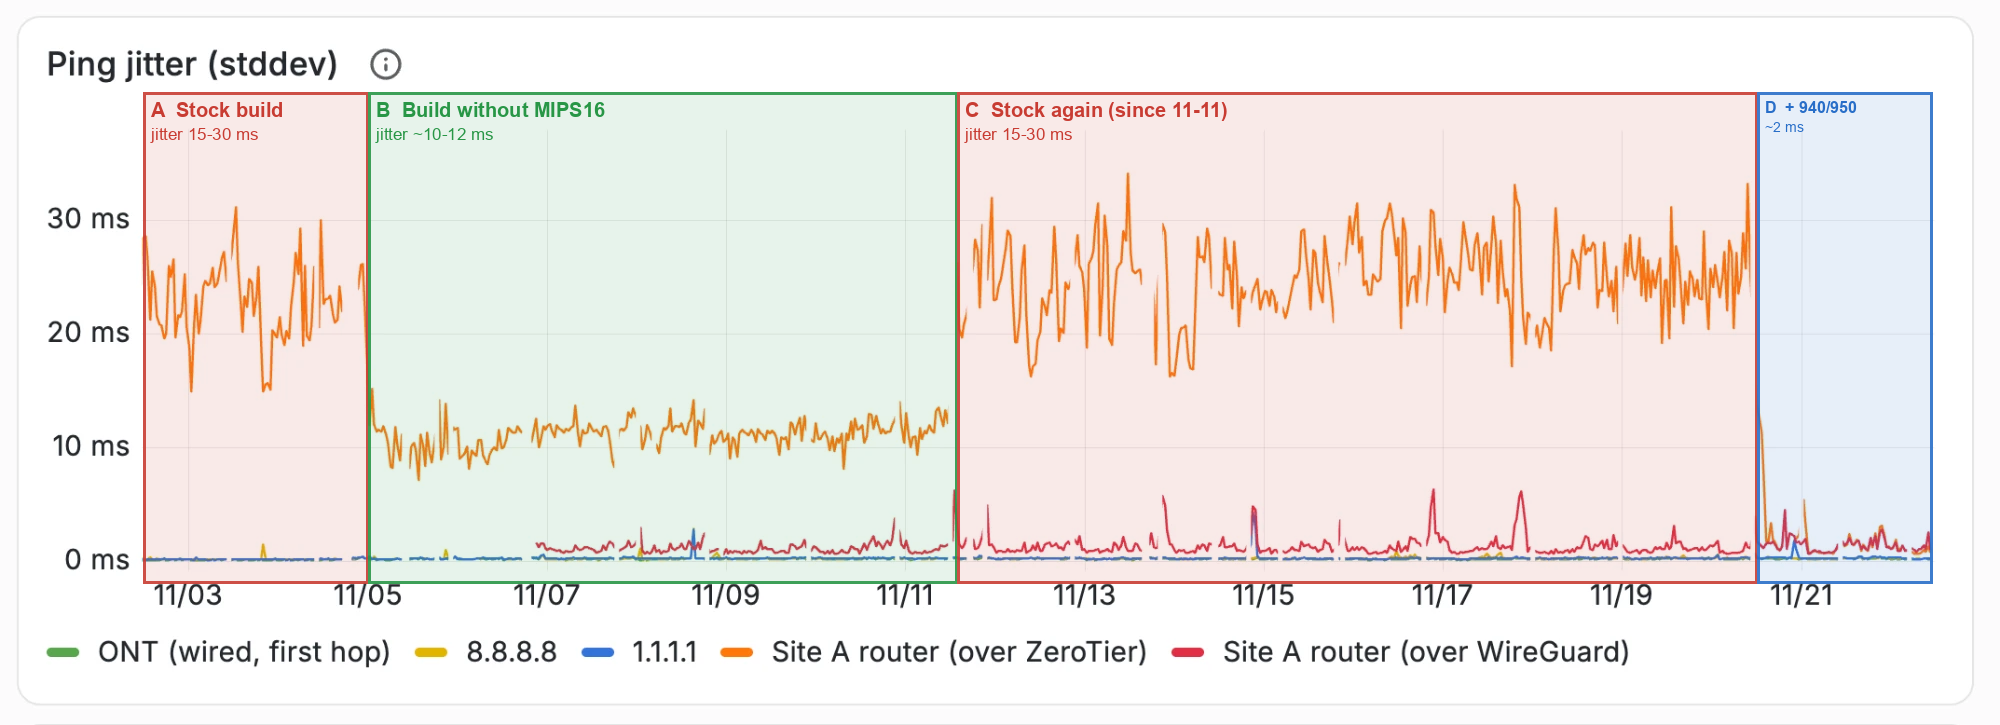 Ping jitter (stddev)
A Stock build
jitter 15-30 ms
B Build without MIPS16
jitter ~10-12 ms
C Stock again (since 11-11)
jitter 15-30 ms
D + 940/950
~2 ms
30 ms
20 ms
10 ms
0 ms
11/03 11/05 11/07 11/09 11/11 11/13 11/15 11/17 11/19 11/21
ONT (wired, first hop) 8.8.8.8 1.1.1.1 Site A router (over ZeroTier) Site A router (over WireGuard)